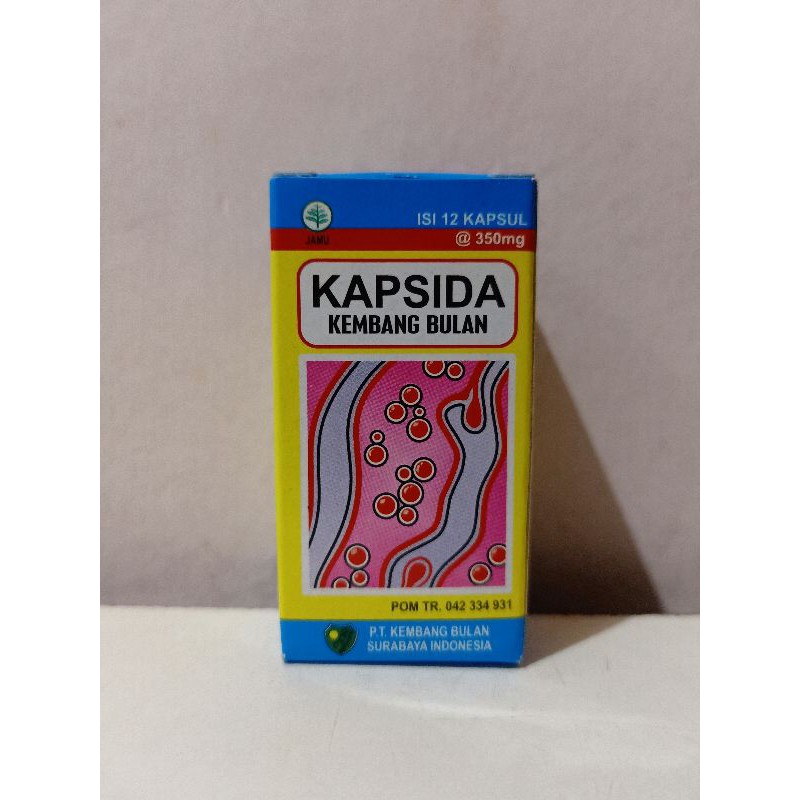 ISI 12 KAPSUL
JAMU
@ 350mg
KAPSIDA
KEMBANG BULAN
POM TR. 042 334 931
P.T. KEMBANG BULAN
SURABAYA INDONESIA